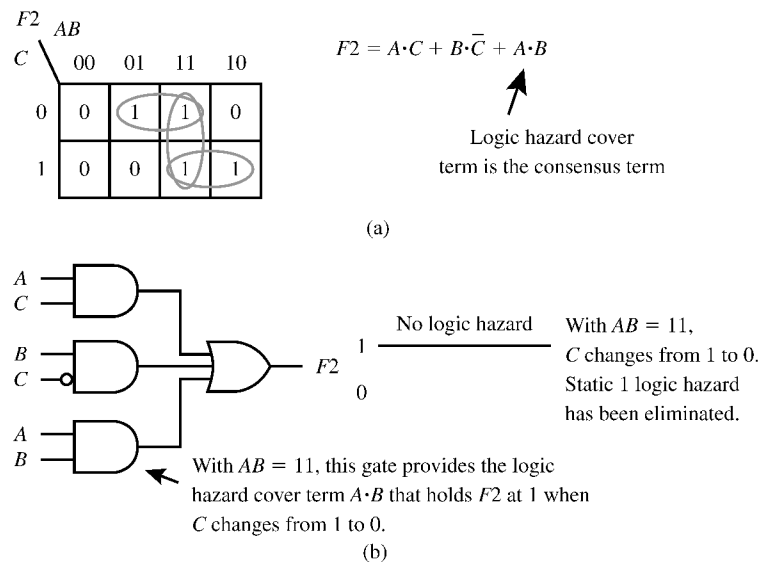 F2
AB
F2 = A·C + B·C̅ + A·B
C
00 01 11 10
0 0 1 1 0
1 0 0 1 1
Logic hazard cover
term is the consensus term
(a)
A
C
B
C
A
B
F2
No logic hazard
1
0
With AB = 11,
C changes from 1 to 0.
Static 1 logic hazard
has been eliminated.
With AB = 11, this gate provides the logic
hazard cover term A·B that holds F2 at 1 when
C changes from 1 to 0.
(b)